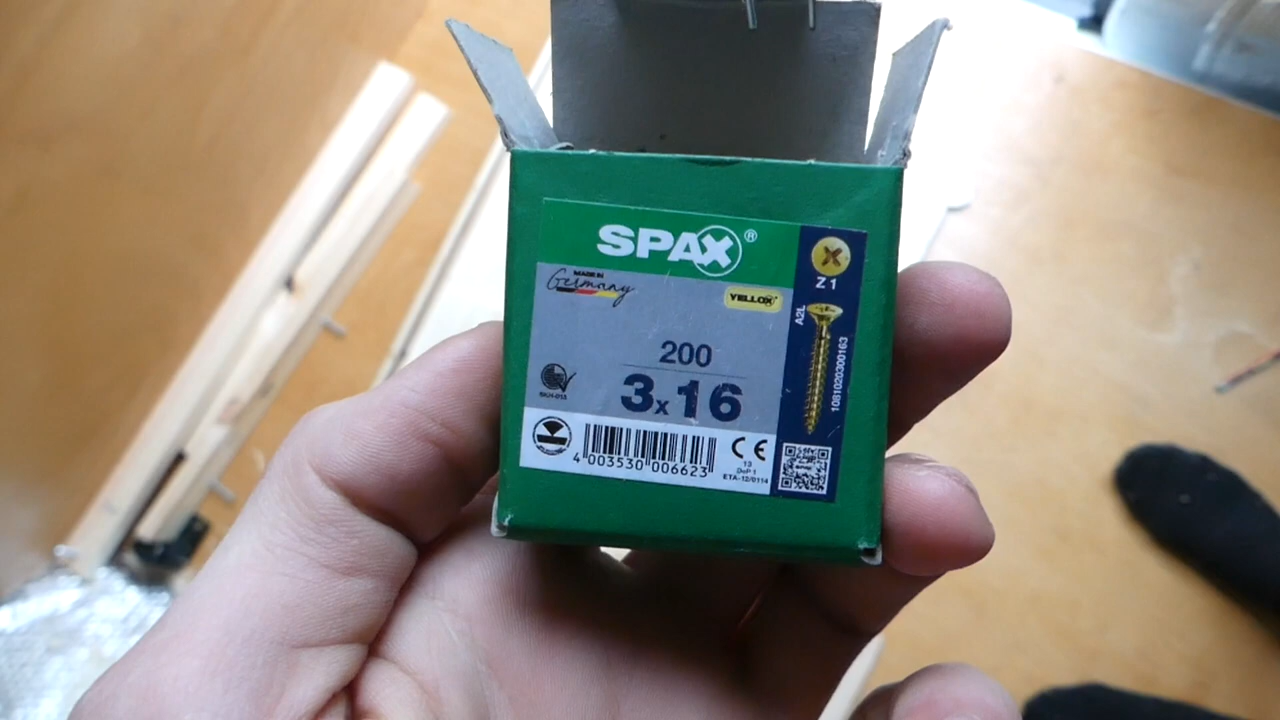 SPAX®
MADE IN
Germany
YELLOX
Z 1
A2L
200
3x16
1081020300163
4 003530 006623
CE
13
DoP 1
ETA-12/0114